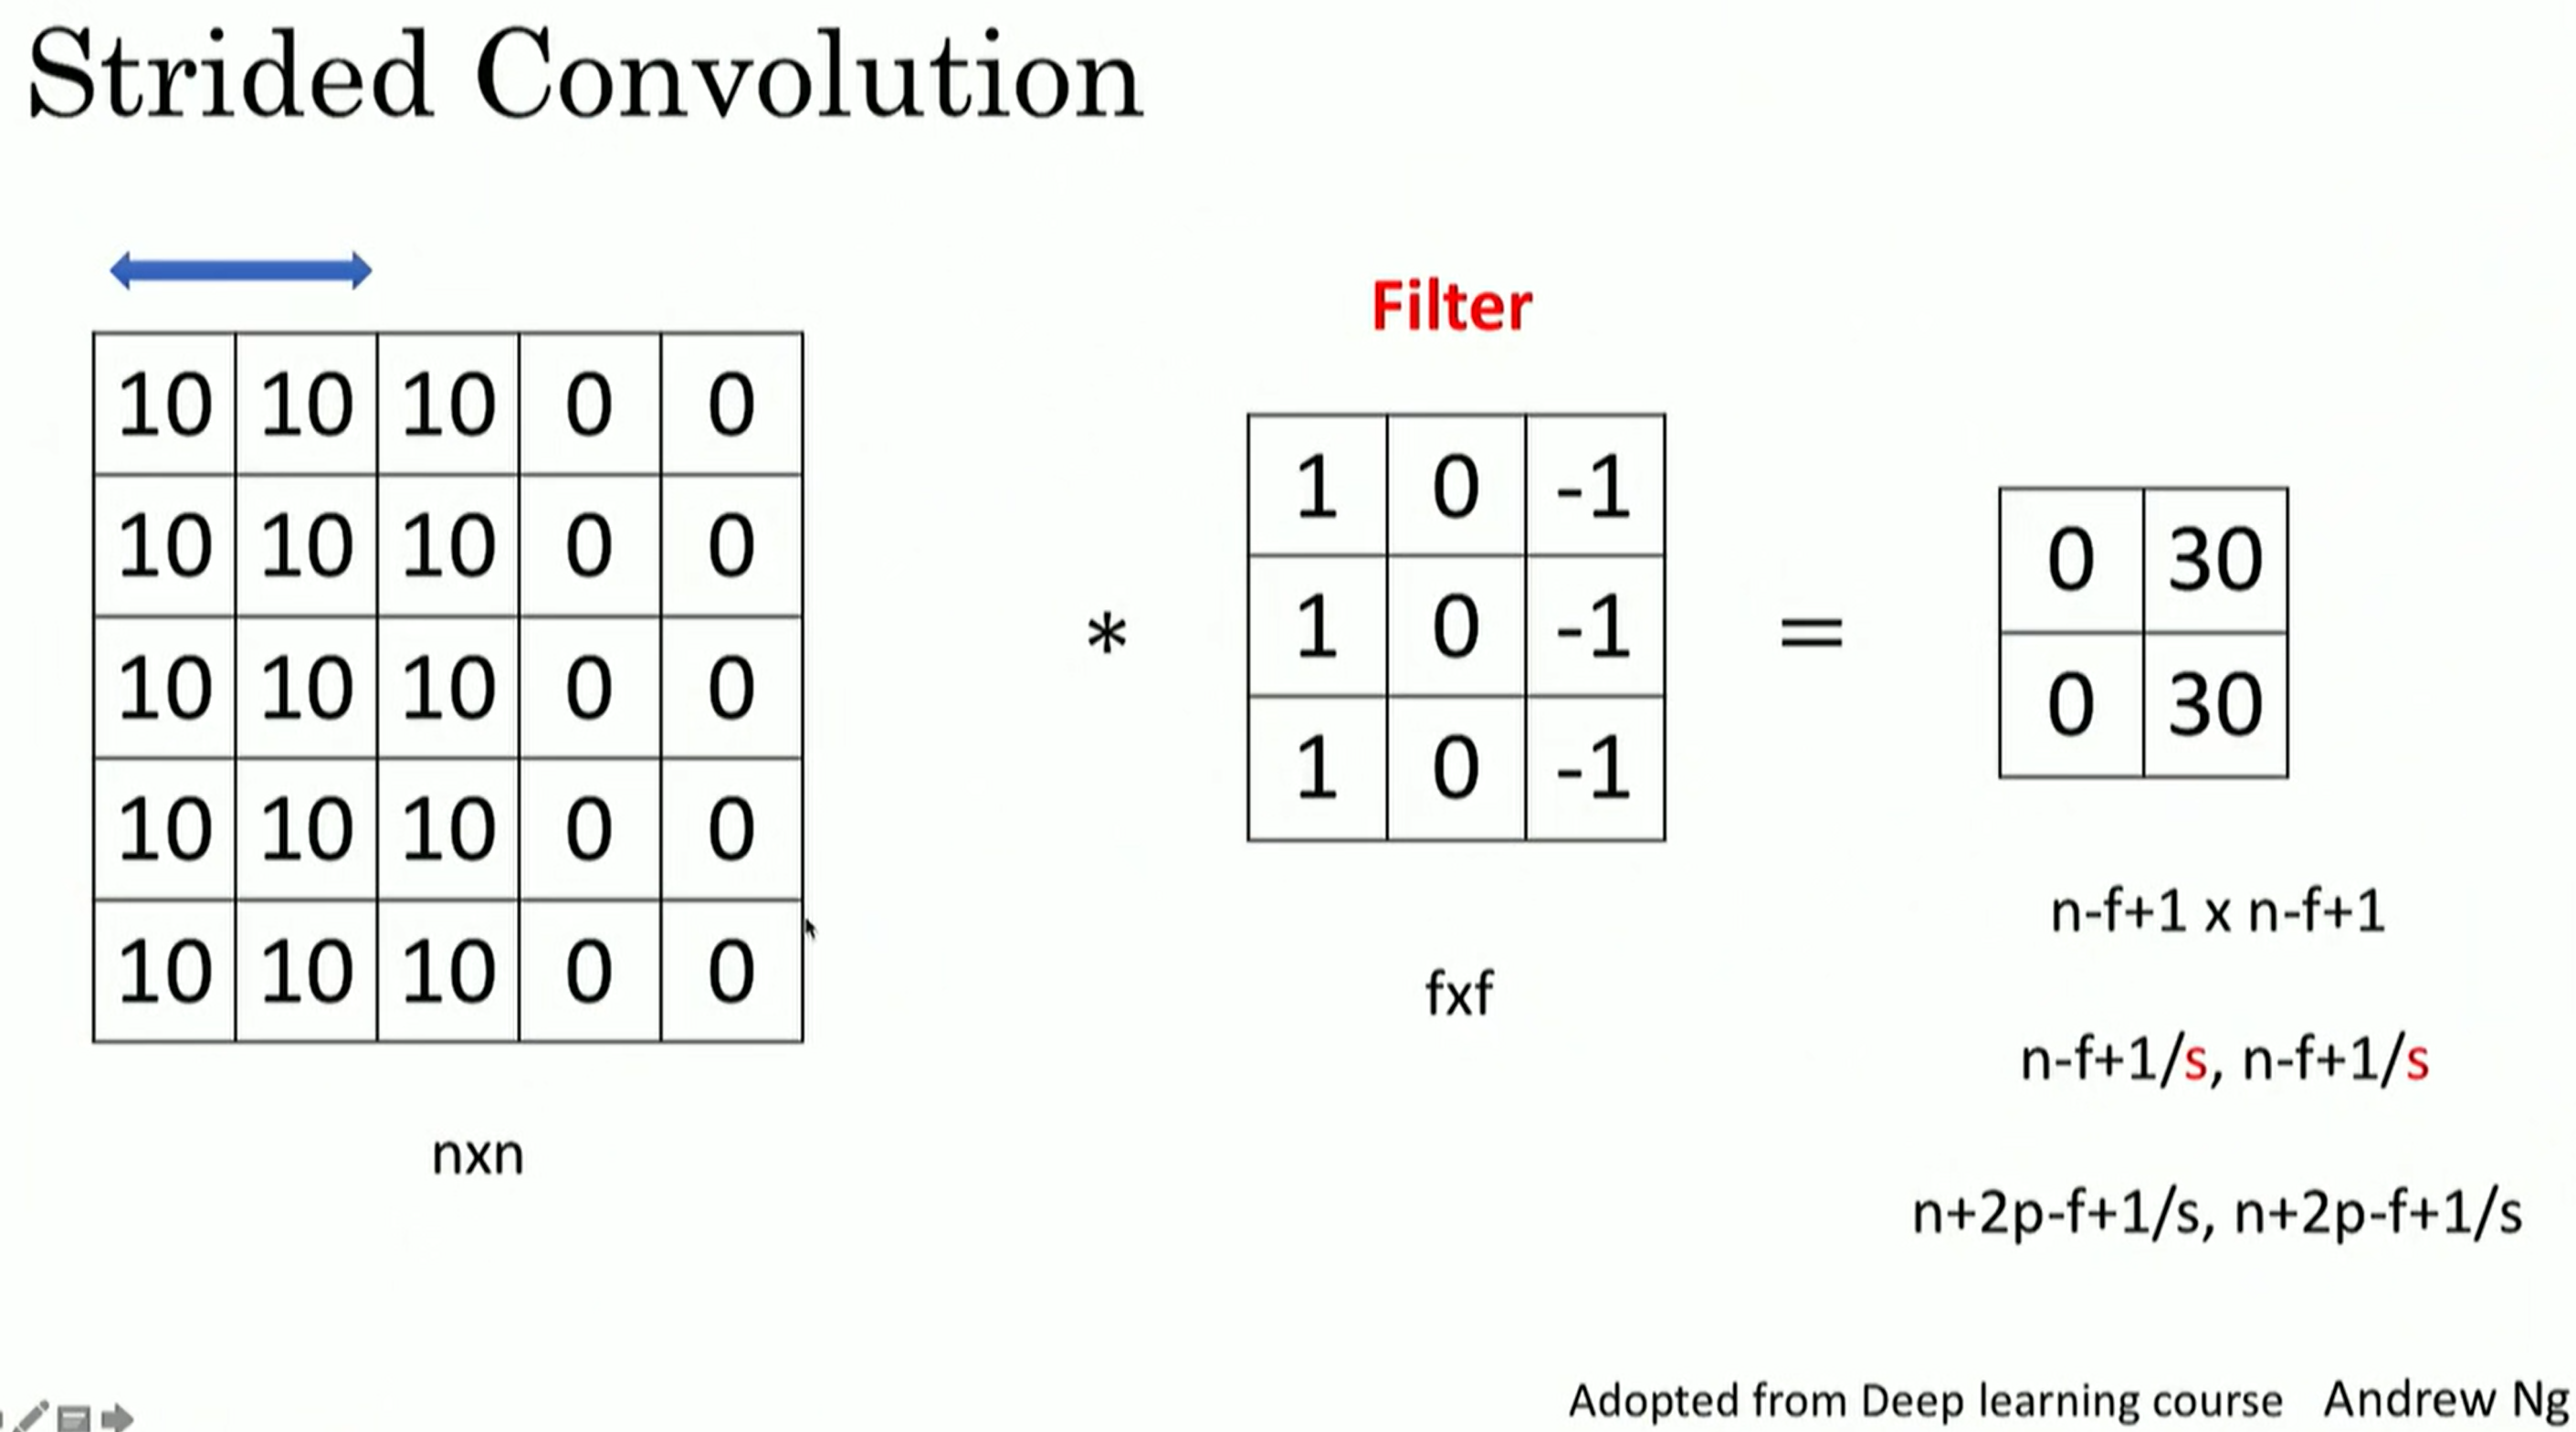 Strided Convolution
10 10 10 0 0
10 10 10 0 0
10 10 10 0 0
10 10 10 0 0
10 10 10 0 0
nxn
*
Filter
1 0 -1
1 0 -1
1 0 -1
fxf
=
0 30
0 30
n-f+1 x n-f+1
n-f+1/s, n-f+1/s
n+2p-f+1/s, n+2p-f+1/s
Adopted from Deep learning course Andrew Ng